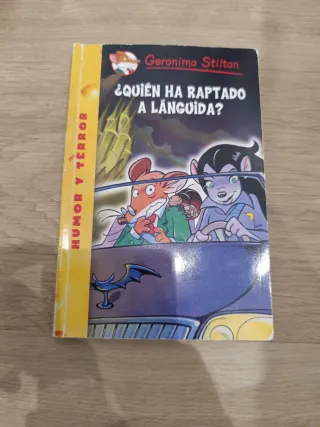 Geronimo Stilton
¿QUIÉN HA RAPTADO
A LÁNGUIDA?
HUMOR Y TERROR